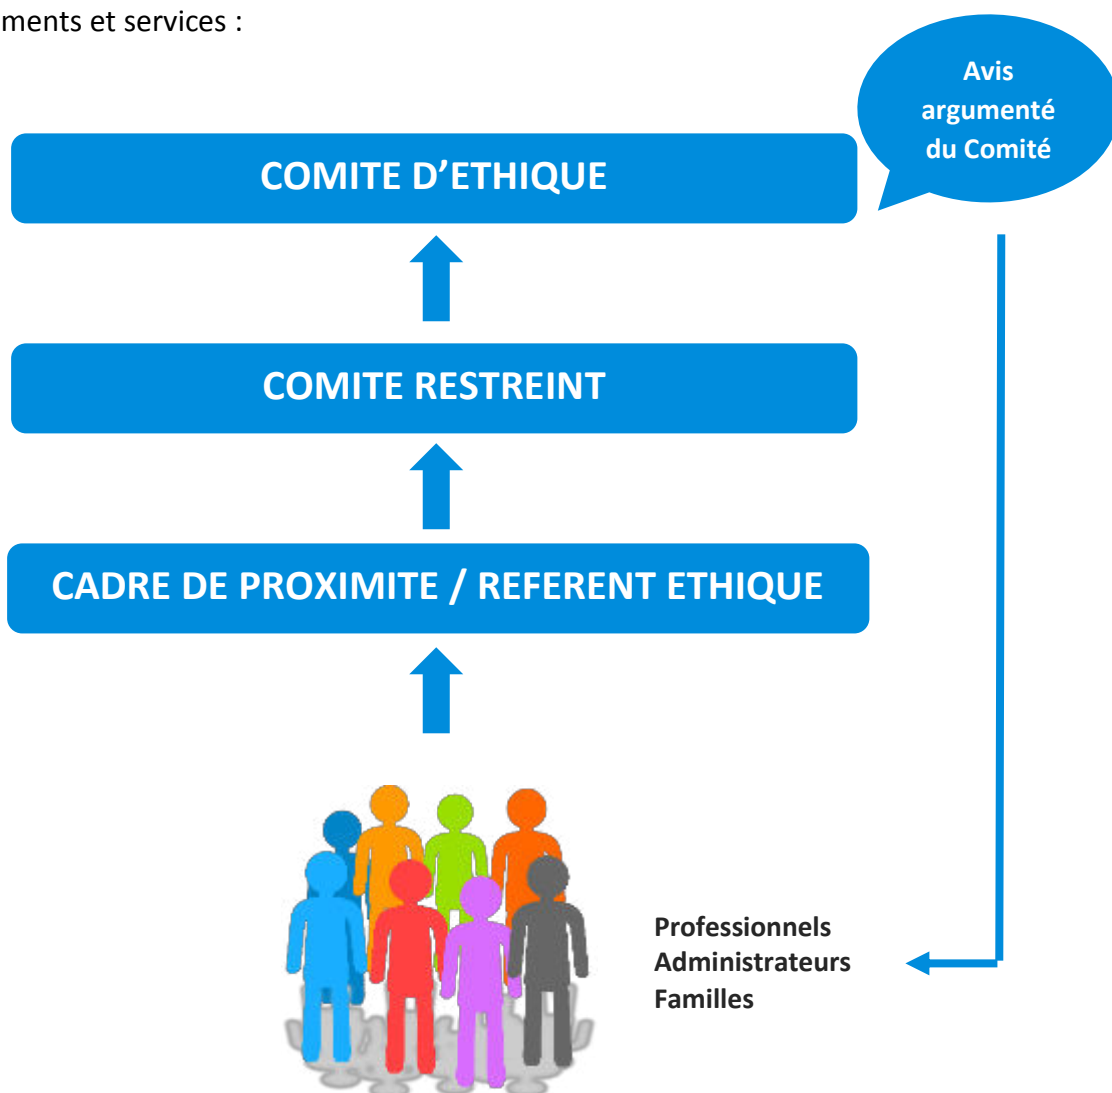 ments et services :
Avis
argumenté
du Comité
COMITE D’ETHIQUE
COMITE RESTREINT
CADRE DE PROXIMITE / REFERENT ETHIQUE
Professionnels
Administrateurs
Familles